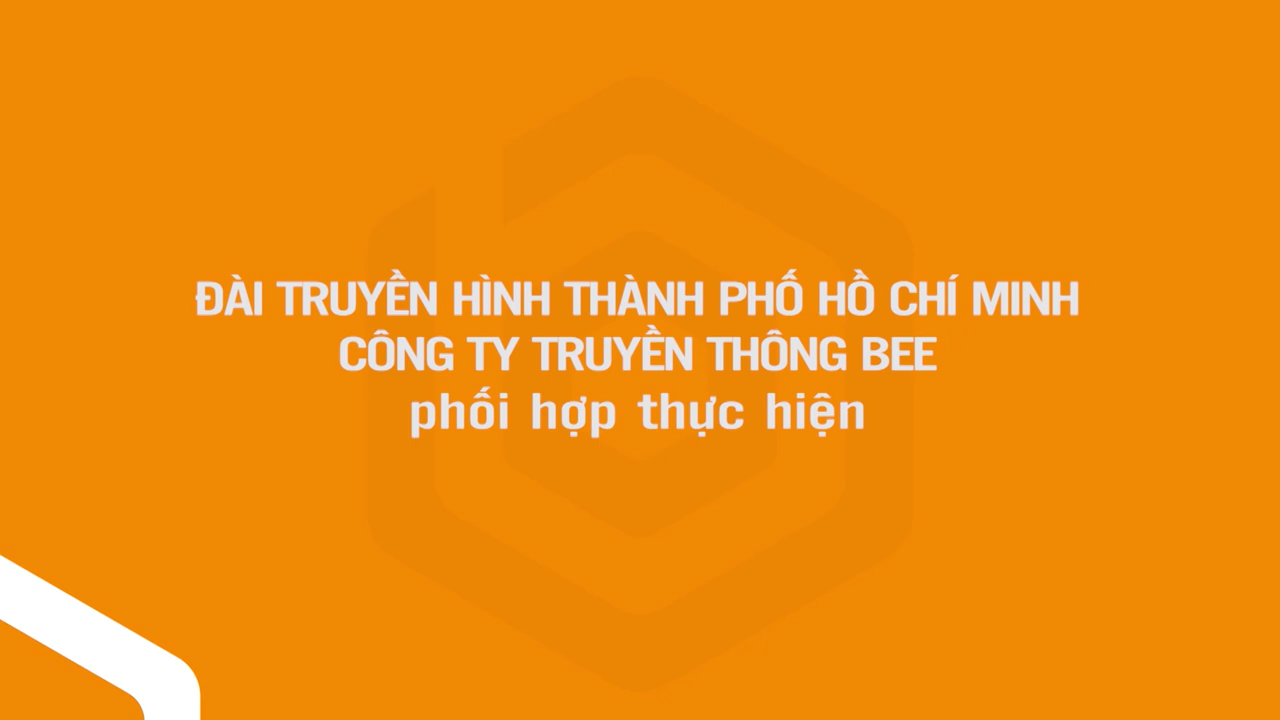 ĐÀI TRUYỀN HÌNH THÀNH PHỐ HỒ CHÍ MINH
CÔNG TY TRUYỀN THÔNG BEE
phối hợp thực hiện